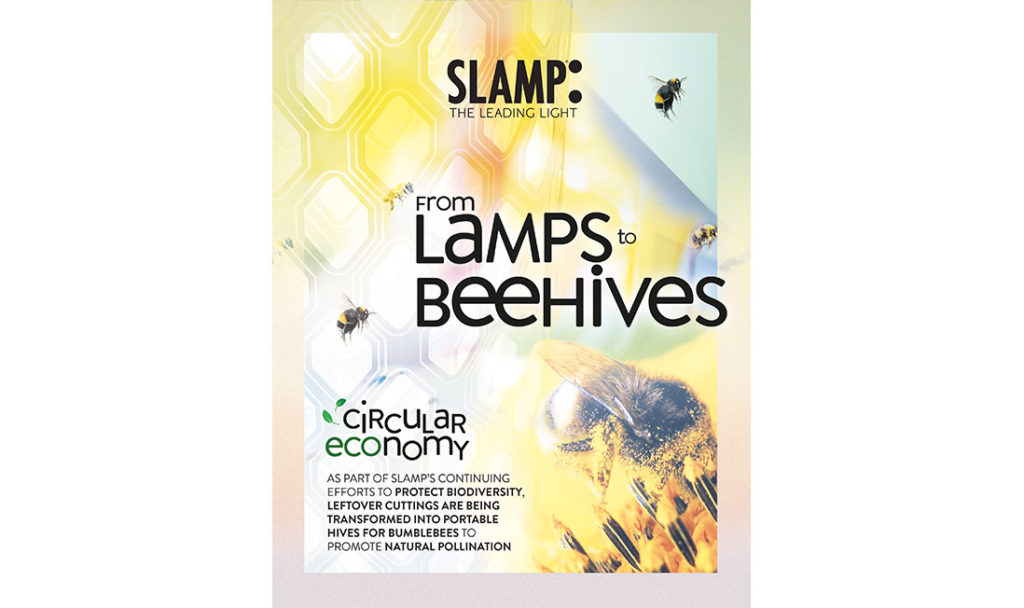 SLAMP:
THE LEADING LIGHT
From
LaMPS to
BeeHives
CiRCULaR
economy
AS PART OF SLAMP'S CONTINUING
EFFORTS TO PROTECT BIODIVERSITY,
LEFTOVER CUTTINGS ARE BEING
TRANSFORMED INTO PORTABLE
HIVES FOR BUMBLEBEES TO
PROMOTE NATURAL POLLINATION